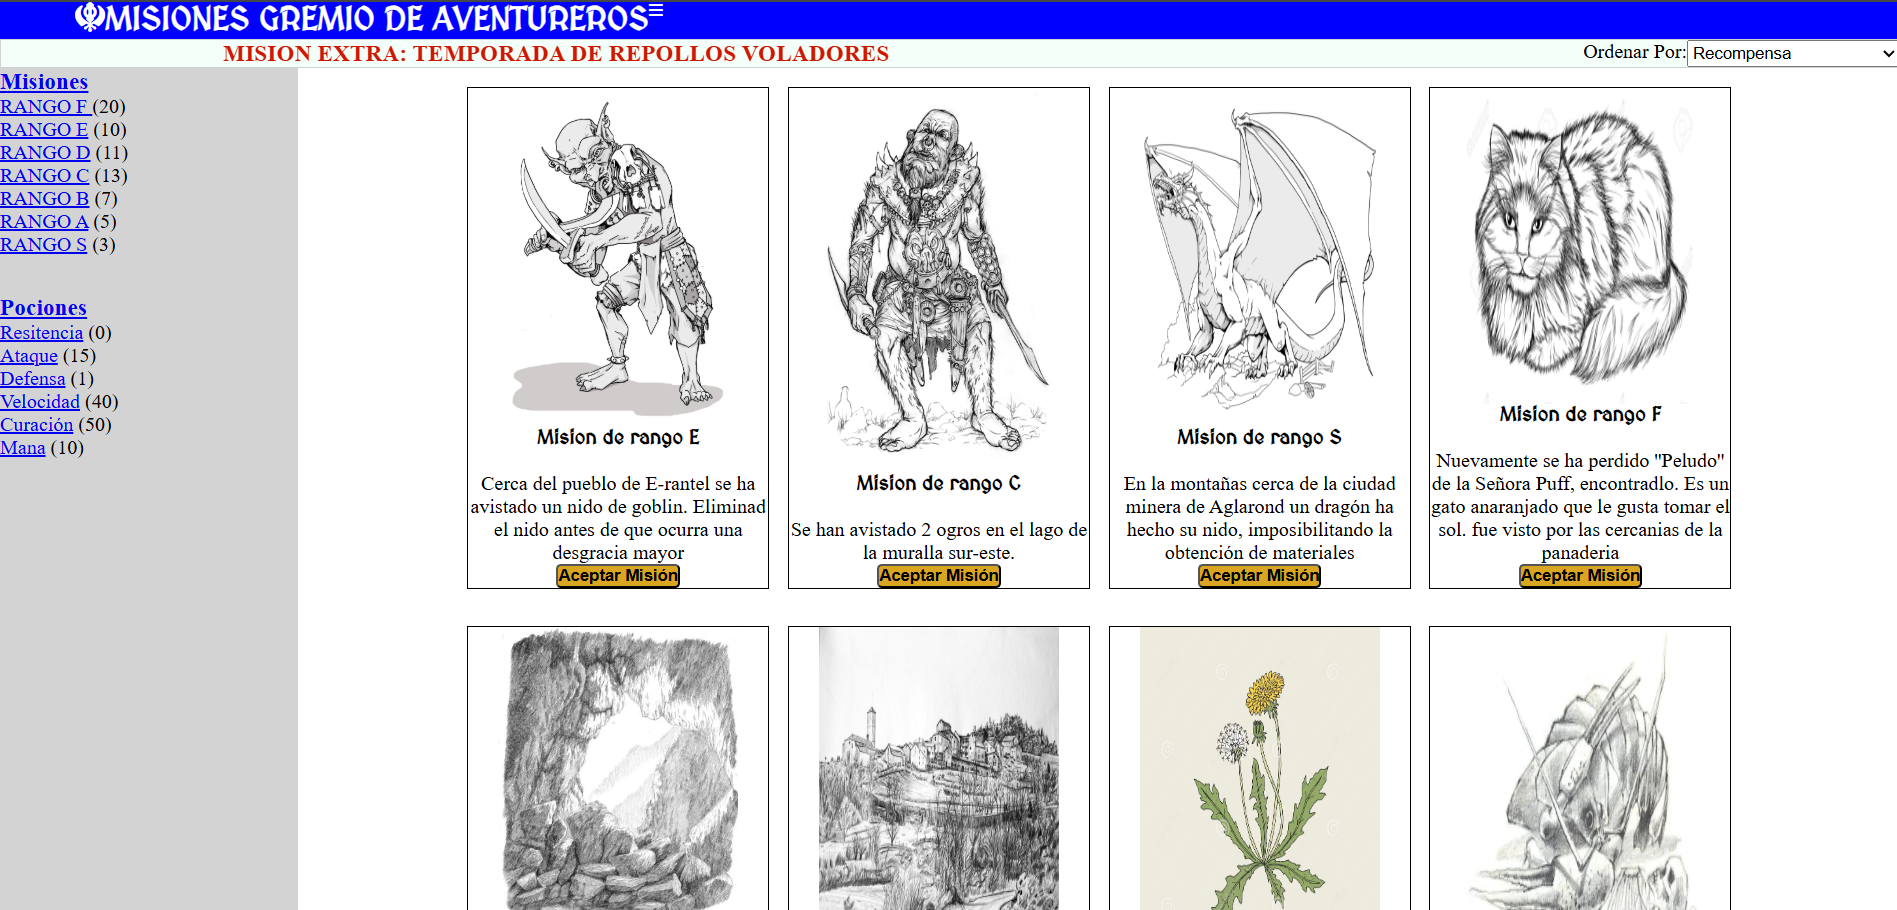 MISIONES GREMIO DE AVENTUREROS
MISION EXTRA: TEMPORADA DE REPOLLOS VOLADORES
Ordenar Por: Recompensa
Misiones
RANGO F (20)
RANGO E (10)
RANGO D (11)
RANGO C (13)
RANGO B (7)
RANGO A (5)
RANGO S (3)
Pociones
Resitencia (0)
Ataque (15)
Defensa (1)
Velocidad (40)
Curación (50)
Mana (10)
Mision de rango E
Cerca del pueblo de E-rantel se ha
avistado un nido de goblin. Eliminad
el nido antes de que ocurra una
desgracia mayor
Aceptar Misión
Mision de rango C
Se han avistado 2 ogros en el lago de
la muralla sur-este.
Aceptar Misión
Mision de rango S
En la montañas cerca de la ciudad
minera de Aglarond un dragón ha
hecho su nido, imposibilitando la
obtención de materiales
Aceptar Misión
Mision de rango F
Nuevamente se ha perdido "Peludo"
de la Señora Puff, encontradlo. Es un
gato anaranjado que le gusta tomar el
sol. fue visto por las cercanias de la
panaderia
Aceptar Misión